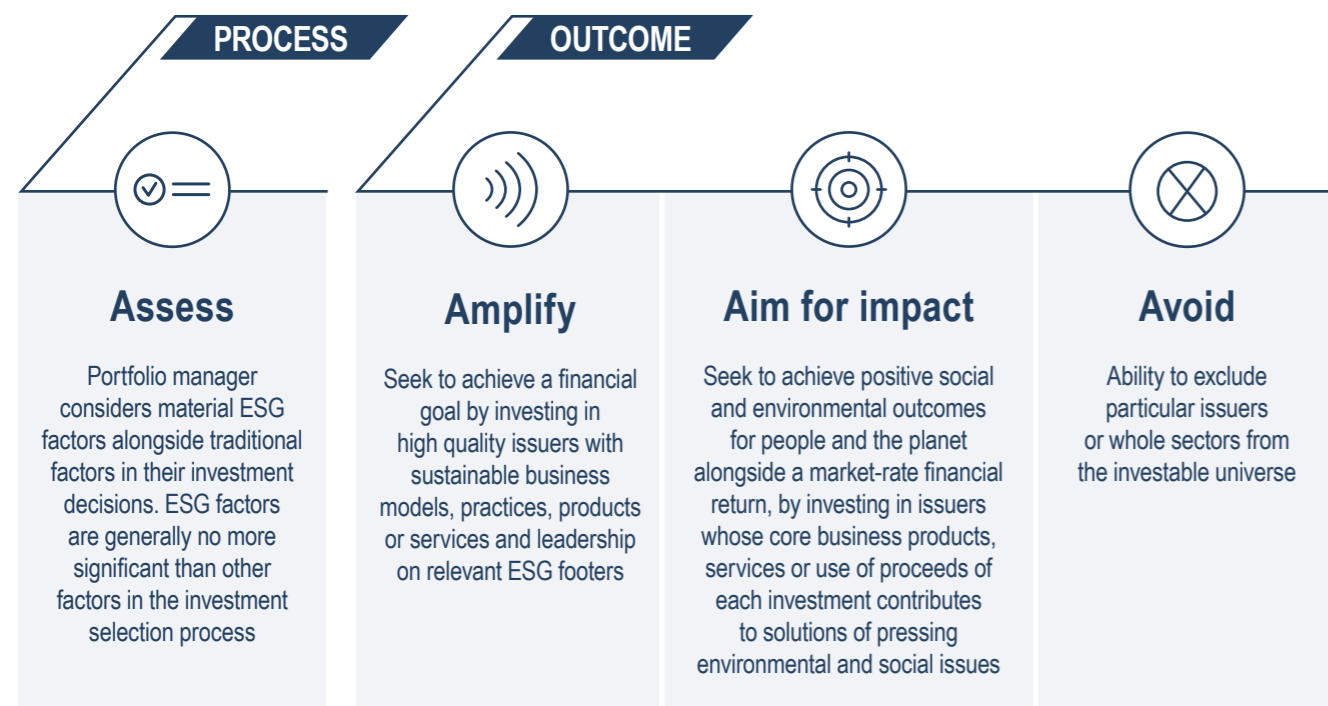 PROCESS
OUTCOME
Assess
Portfolio manager
considers material ESG
factors alongside traditional
factors in their investment
decisions. ESG factors
are generally no more
significant than other
factors in the investment
selection process
Amplify
Seek to achieve a financial
goal by investing in
high quality issuers with
sustainable business
models, practices, products
or services and leadership
on relevant ESG footers
Aim for impact
Seek to achieve positive social
and environmental outcomes
for people and the planet
alongside a market-rate financial
return, by investing in issuers
whose core business products,
services or use of proceeds of
each investment contributes
to solutions of pressing
environmental and social issues
Avoid
Ability to exclude
particular issuers
or whole sectors from
the investable universe